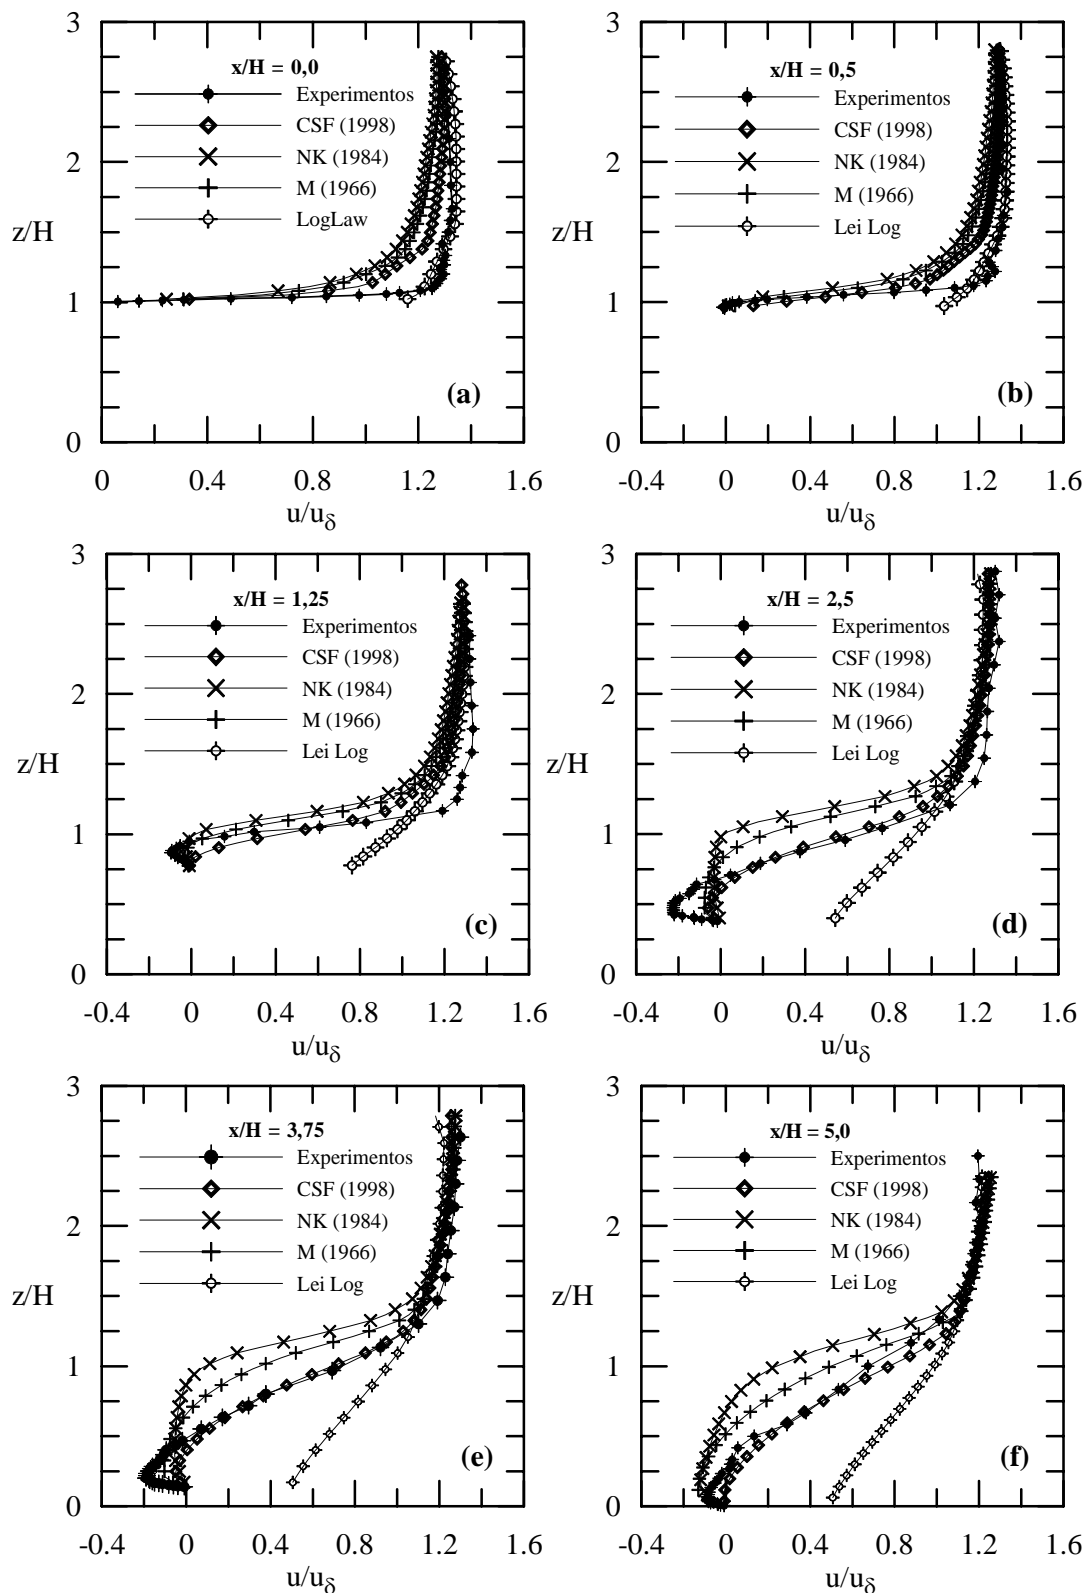 3
x/H = 0,0
Experimentos
CSF (1998)
2
NK (1984)
M (1966)
LogLaw
z/H
1
(a)
0
0 0.4 0.8 1.2 1.6
u/uδ
3
x/H = 0,5
Experimentos
CSF (1998)
2
NK (1984)
M (1966)
Lei Log
z/H
1
(b)
0
-0.4 0 0.4 0.8 1.2 1.6
u/uδ
3
x/H = 1,25
Experimentos
CSF (1998)
2
NK (1984)
M (1966)
Lei Log
z/H
1
(c)
0
-0.4 0 0.4 0.8 1.2 1.6
u/uδ
3
x/H = 2,5
Experimentos
CSF (1998)
2
NK (1984)
M (1966)
Lei Log
z/H
1
(d)
0
-0.4 0 0.4 0.8 1.2 1.6
u/uδ
3
x/H = 3,75
Experimentos
CSF (1998)
2
NK (1984)
M (1966)
Lei Log
z/H
1
(e)
0
-0.4 0 0.4 0.8 1.2 1.6
u/uδ
3
x/H = 5,0
Experimentos
CSF (1998)
2
NK (1984)
M (1966)
Lei Log
z/H
1
(f)
0
-0.4 0 0.4 0.8 1.2 1.6
u/uδ